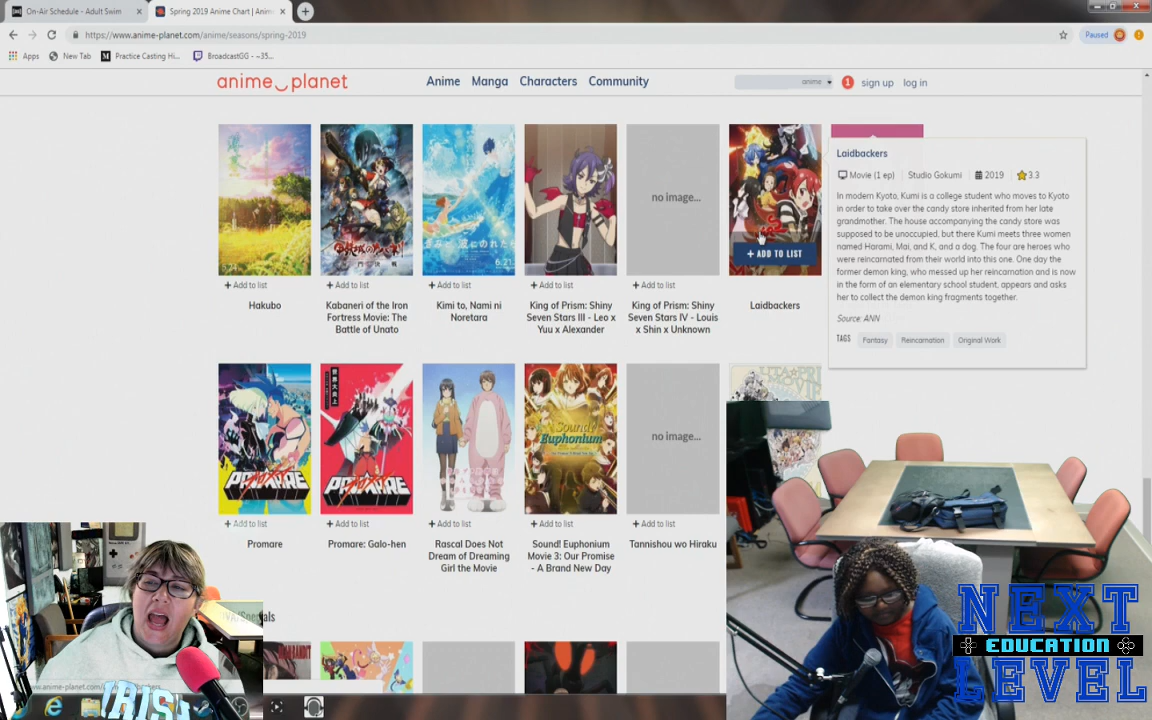 On-Air Schedule - Adult Swim
Spring 2019 Anime Chart | Anim
https://www.anime-planet.com/anime/seasons/spring-2019
Paused
Apps
New Tab
Practice Catching Hi...
BroadcastGG - ~35...
anime planet
Anime
Manga
Characters
Community
anime
1
sign up
log in
no image...
+ ADD TO LIST
+ Add to list
+ Add to list
+ Add to list
+ Add to list
+ Add to list
Hakubo
Kabaneri of the Iron
Fortress Movie: The
Battle of Unato
Kimi to, Nami ni
Noretara
King of Prism: Shiny
Seven Stars III - Leo x
Yuu x Alexander
King of Prism: Shiny
Seven Stars IV - Louis
x Shin x Unknown
Laidbackers
Laidbackers
Movie (1 ep)
Studio Gokumi
2019
3.3
In modern Kyoto, Kumi is a college student who moves to Kyoto
in order to take over the candy store inherited from her late
grandmother. The house accompanying the candy store was
supposed to be unoccupied, but there Kumi meets three women
named Harami, Mai, and K, and a dog. The four are heroes who
were reincarnated from their world into this one. One day the
former demon king, who messed up her reincarnation and is now
in the form of an elementary school student, appears and asks
her to collect the demon king fragments together.
Source: ANN
TAGS
Fantasy
Reincarnation
Original Work
PROMARE
PROMARE
Sound!
Euphonium
no image...
+ Add to list
+ Add to list
+ Add to list
+ Add to list
+ Add to list
Promare
Promare: Galo-hen
Rascal Does Not
Dream of Dreaming
Girl the Movie
Sound! Euphonium
Movie 3: Our Promise
- A Brand New Day
Tannishou wo Hiraku
NEXT
EDUCATION
LEVEL